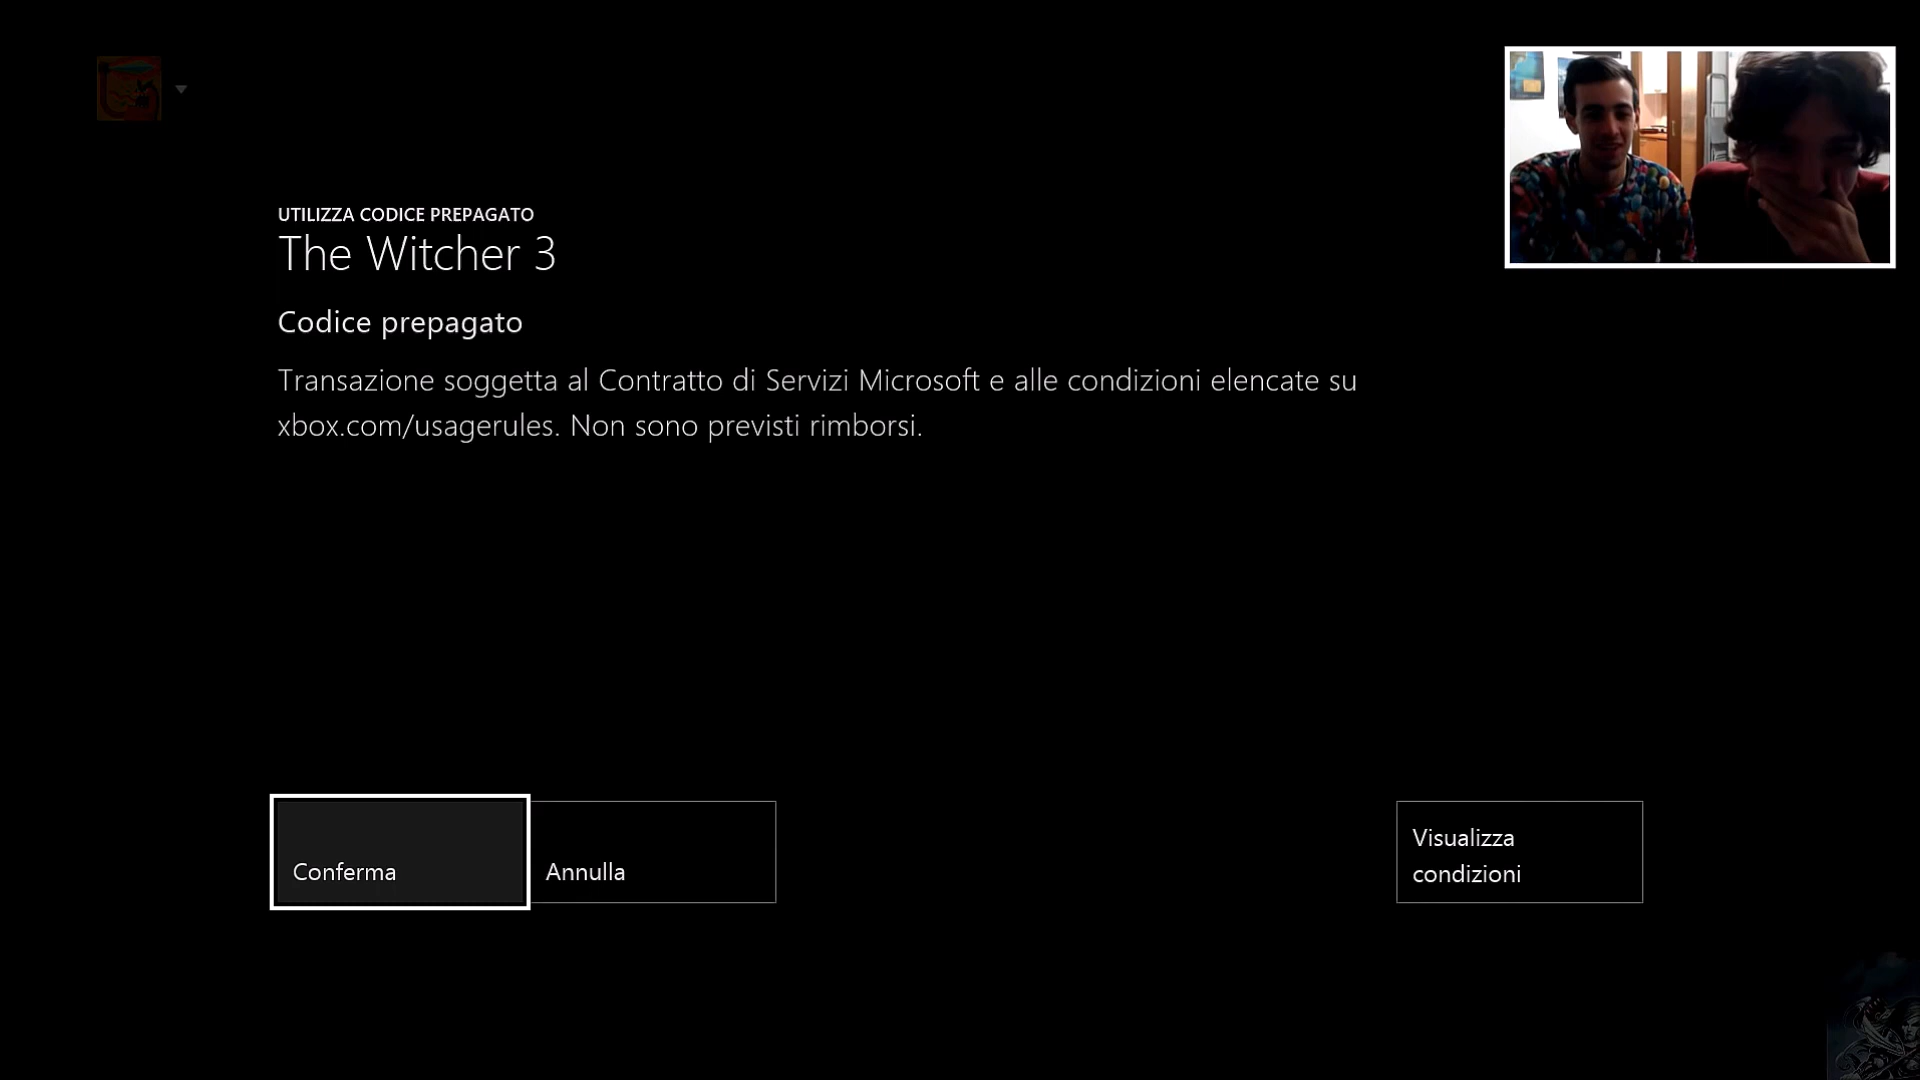 UTILIZZA CODICE PREPAGATO
The Witcher 3
Codice prepagato
Transazione soggetta al Contratto di Servizi Microsoft e alle condizioni elencate su
xbox.com/usagerules. Non sono previsti rimborsi.
Conferma
Annulla
Visualizza
condizioni